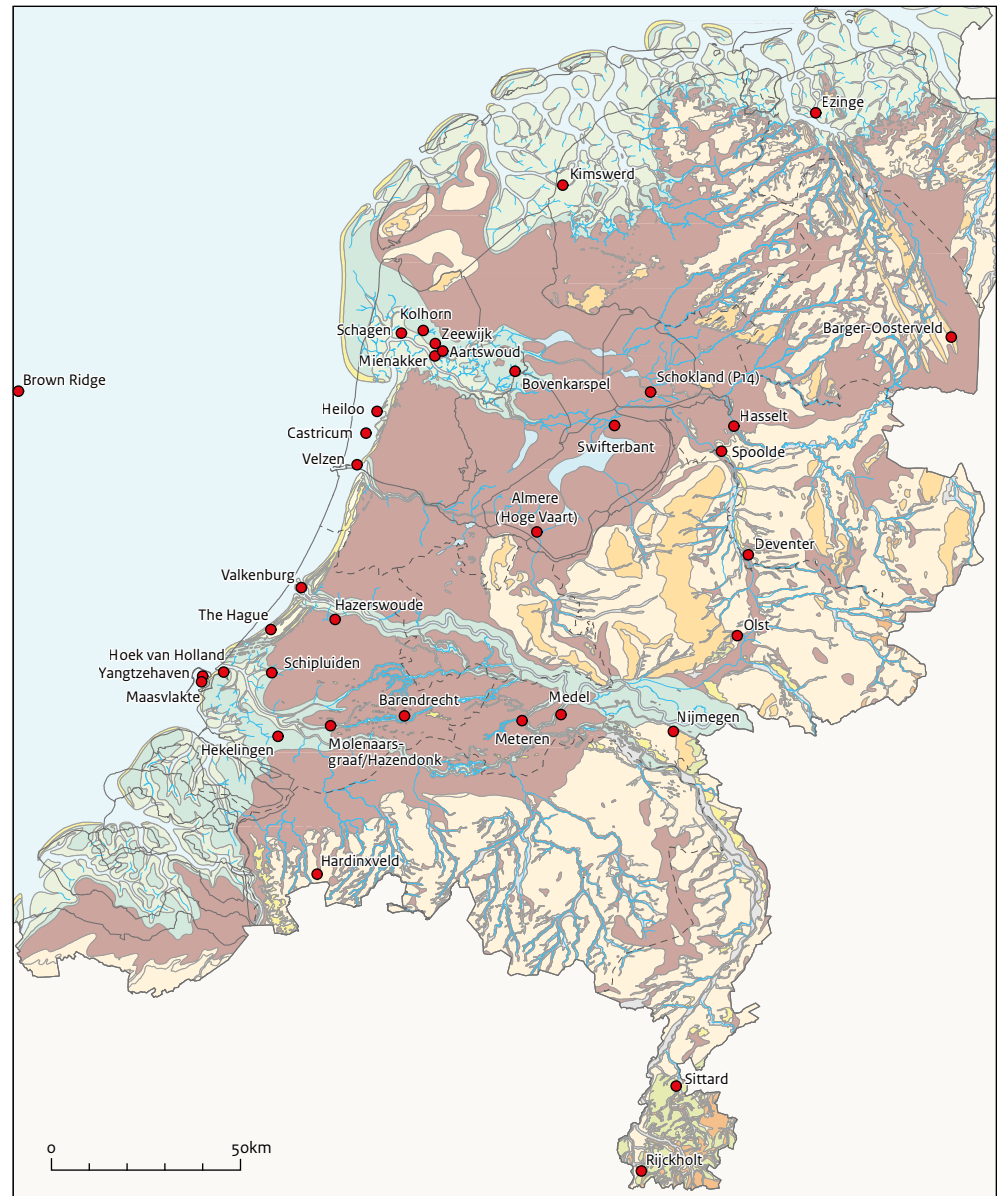 Ezinge
Kimswerd
Kolhorn
Schagen
Zeewijk
Barger-Oosterveld
Aartswoud
Mienakker
Brown Ridge
Bovenkarspel
Schokland (P14)
Heiloo
Hasselt
Castricum
Swifterbant
Spoolde
Velzen
Almere
(Hoge Vaart)
Deventer
Valkenburg
Hazerswoude
The Hague
Olst
Hoek van Holland
Schipluiden
Yangtzehaven
Maasvlakte
Barendrecht
Medel
Nijmegen
Meteren
Hekelingen
Molenaars-
graaf/Hazendonk
Hardinxveld
Sittard
0 50km
Rijckholt